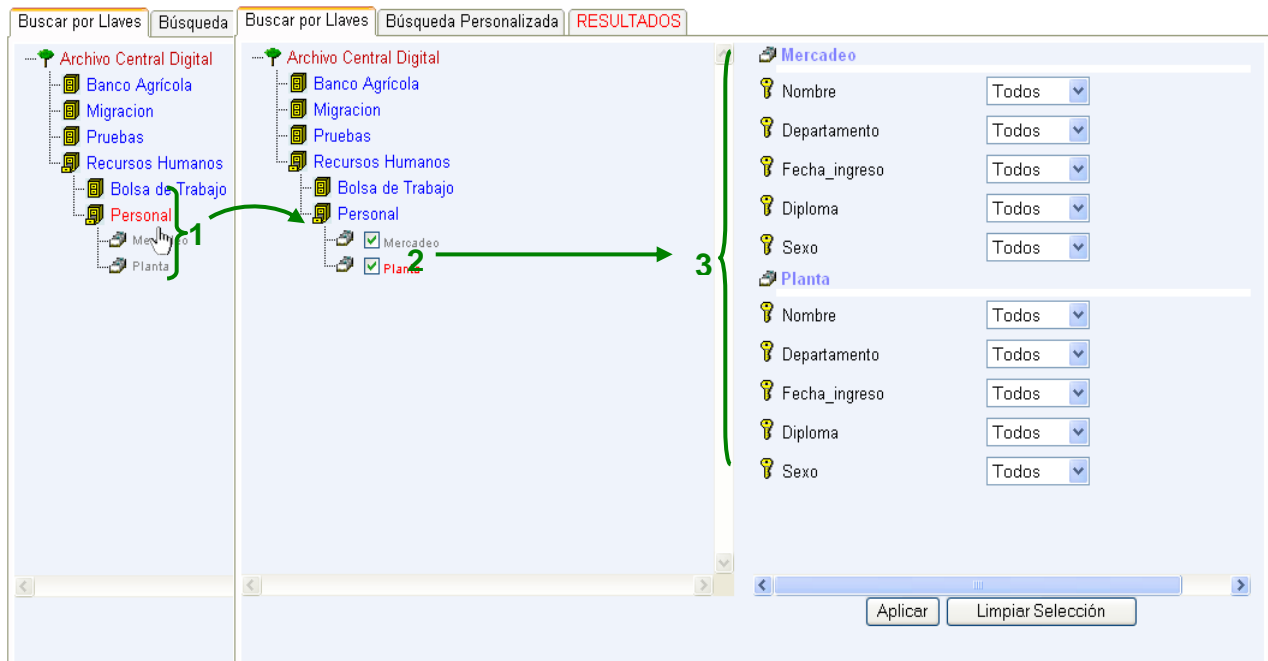 Buscar por Llaves Búsqueda
Archivo Central Digital
Banco Agrícola
Migracion
Pruebas
Recursos Humanos
Bolsa de Trabajo
Personal
Mercadeo
Planta
1
Buscar por Llaves Búsqueda Personalizada RESULTADOS
Archivo Central Digital
Banco Agrícola
Migracion
Pruebas
Recursos Humanos
Bolsa de Trabajo
Personal
Mercadeo
Planta
2
3
Mercadeo
Nombre Todos
Departamento Todos
Fecha_ingreso Todos
Diploma Todos
Sexo Todos
Planta
Nombre Todos
Departamento Todos
Fecha_ingreso Todos
Diploma Todos
Sexo Todos
Aplicar Limpiar Selección